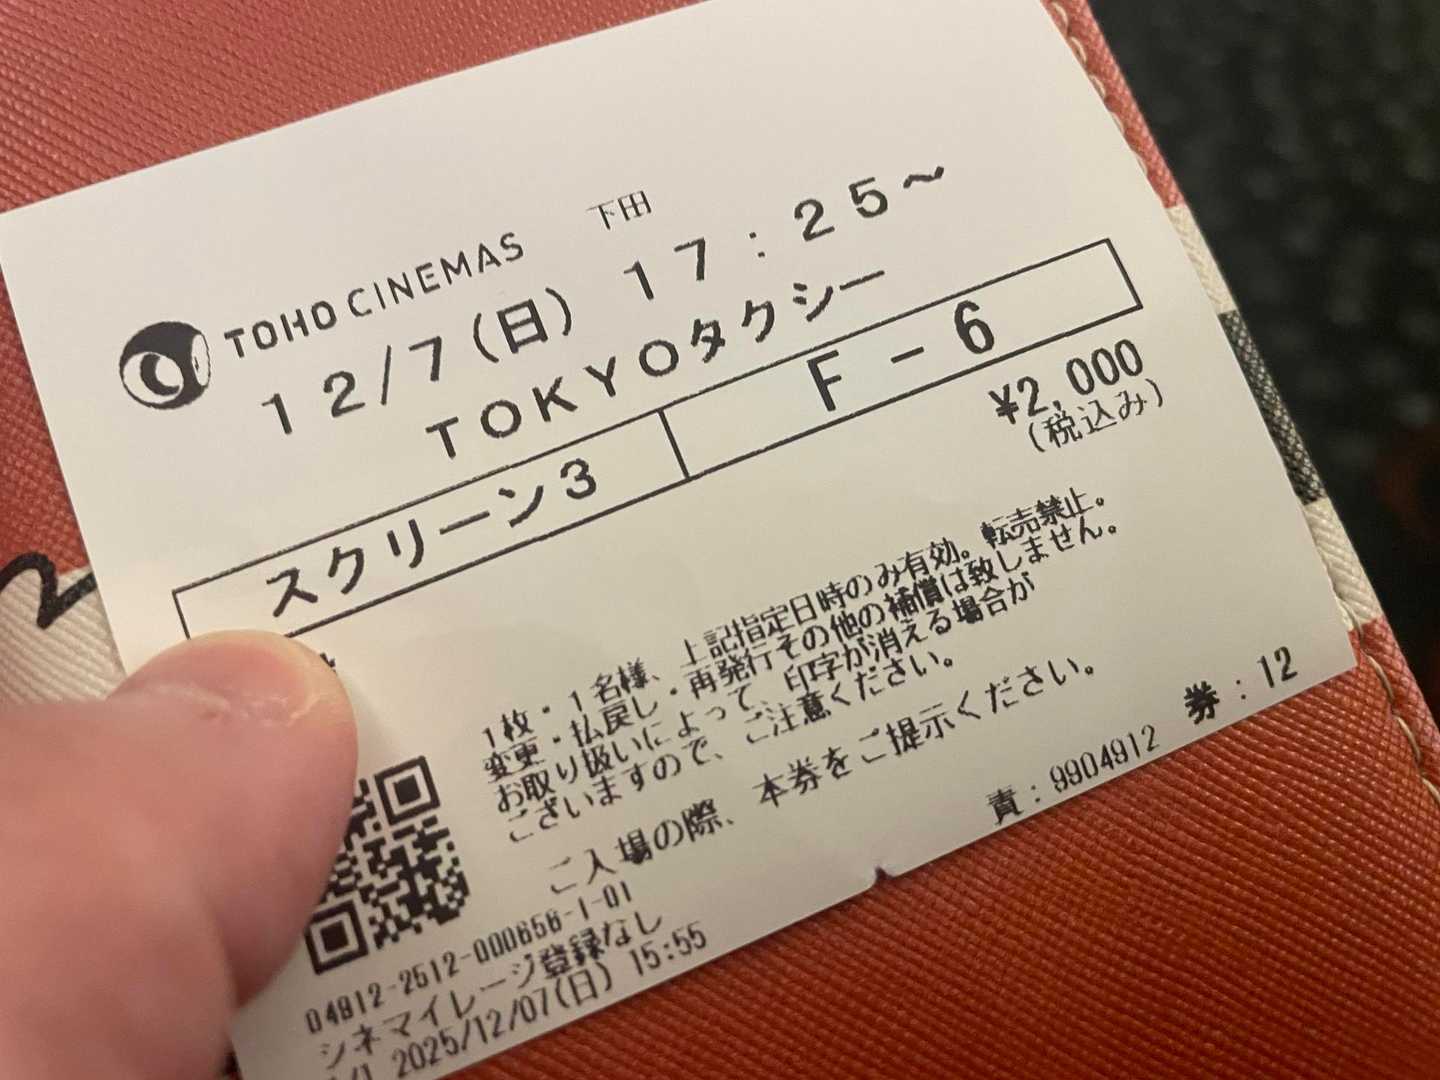 TOHO CINEMAS 下田
12/7(日) 17:25～
TOKYOタクシー
スクリーン3 F-6
¥2,000
(税込み)
1枚・1名様、上記指定日時のみ有効。転売禁止。
変更・払戻し・再発行その他の補償は致しません。
お取り扱いによって、印字が消える場合が
ございますので、ご注意ください。
ご入場の際、本券をご提示ください。
責:9904912 券:12
04912-2512-000656-1-01
シネマイレージ登録なし
2025/12/07(日) 15:55